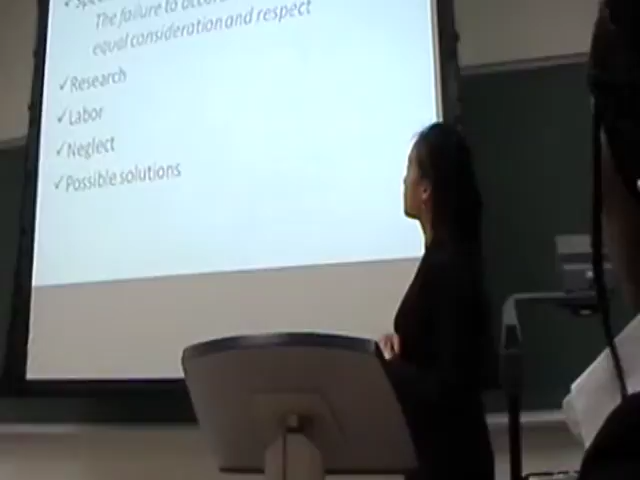 The failure to
equal consideration and respect
✓Research
✓Labor
✓Neglect
✓Possible solutions